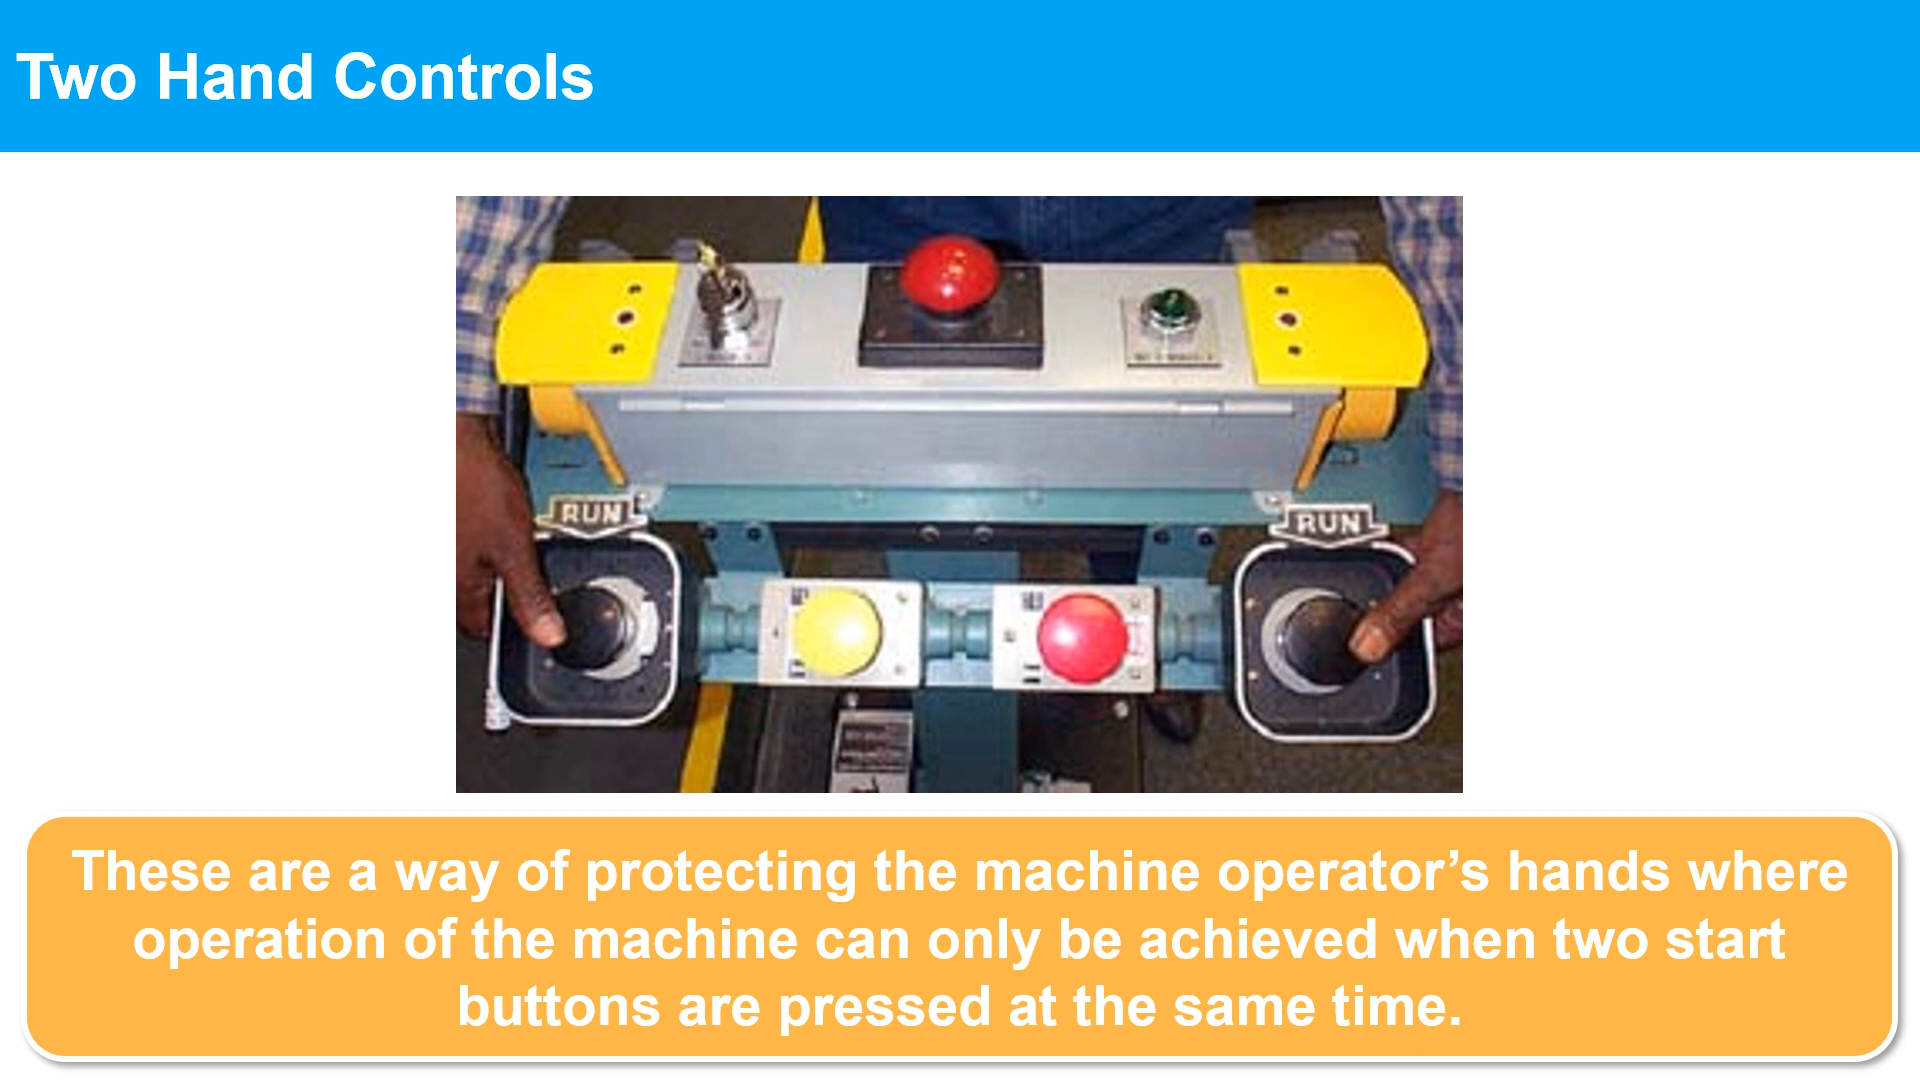 Two Hand Controls
RUN
RUN
These are a way of protecting the machine operator’s hands where
operation of the machine can only be achieved when two start
buttons are pressed at the same time.